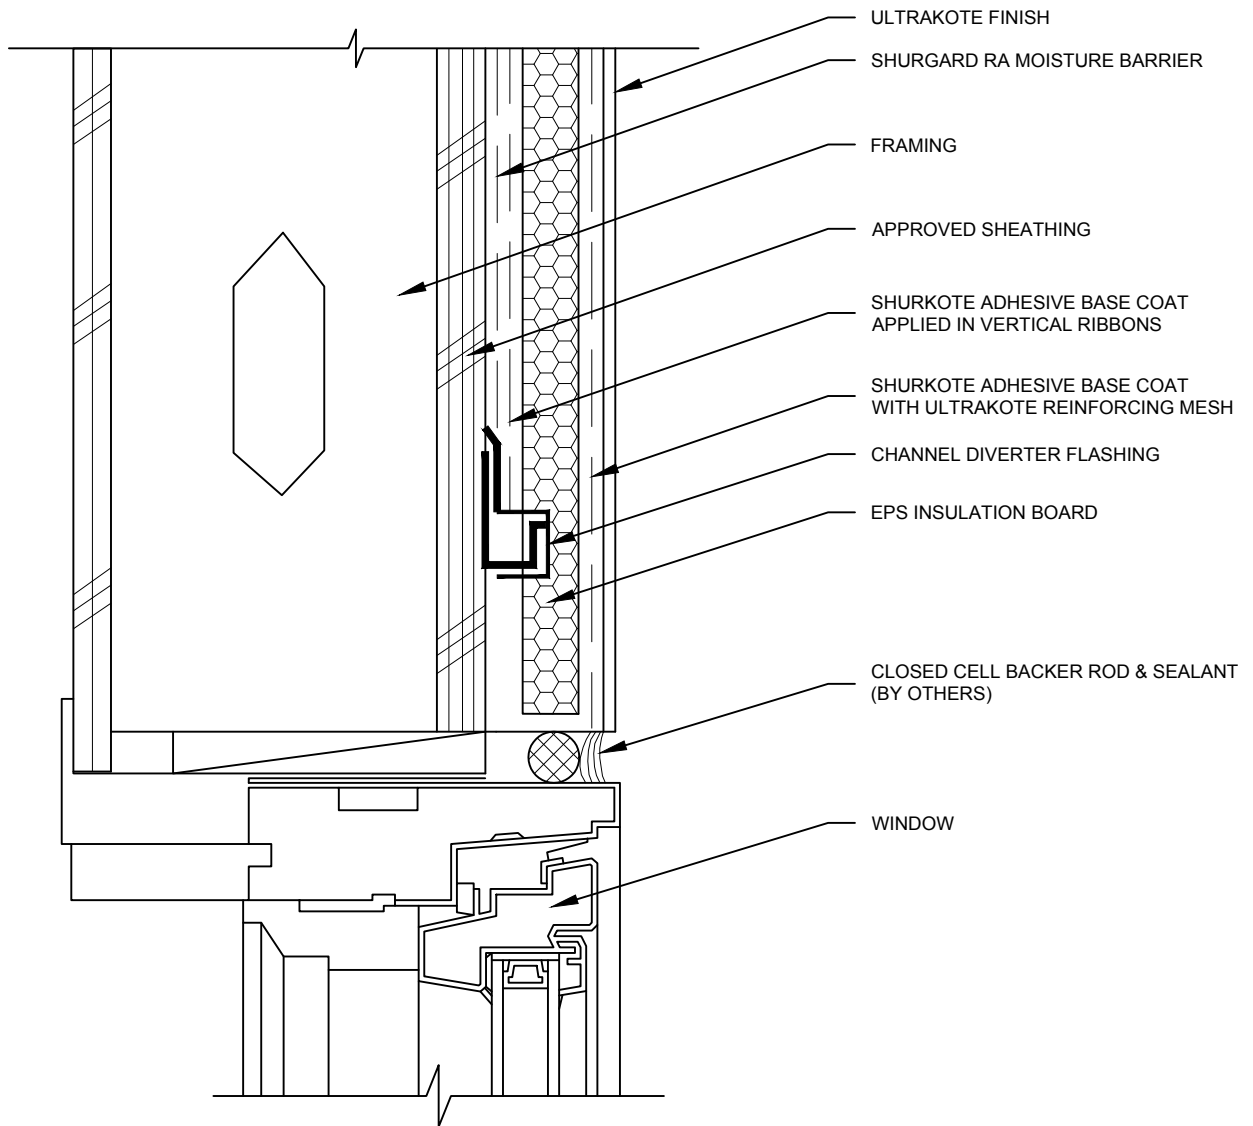 ULTRAKOTE FINISH
SHURGARD RA MOISTURE BARRIER
FRAMING
APPROVED SHEATHING
SHURKOTE ADHESIVE BASE COAT
APPLIED IN VERTICAL RIBBONS
SHURKOTE ADHESIVE BASE COAT
WITH ULTRAKOTE REINFORCING MESH
CHANNEL DIVERTER FLASHING
EPS INSULATION BOARD
CLOSED CELL BACKER ROD & SEALANT
(BY OTHERS)
WINDOW